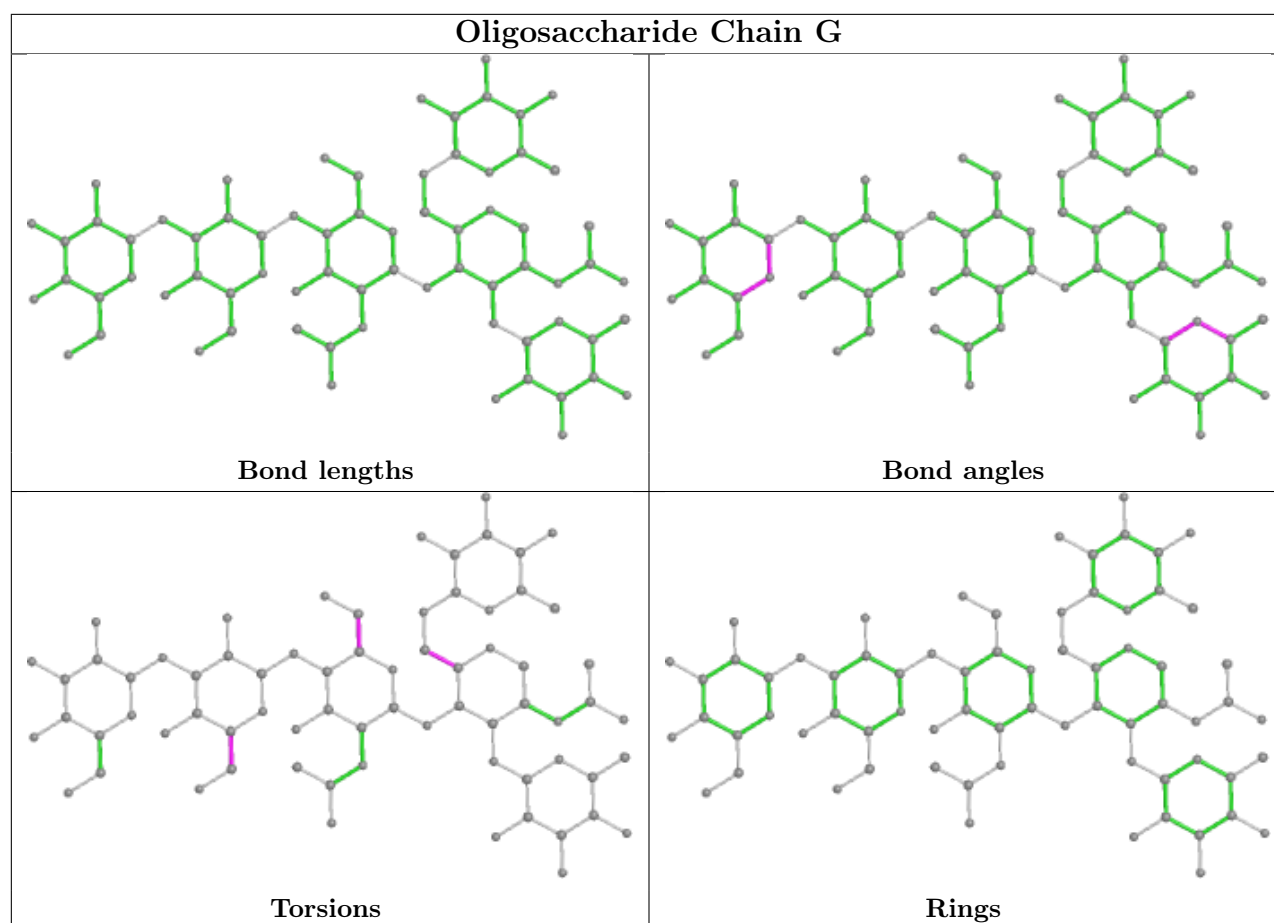 Oligosaccharide Chain G
Bond lengths
Bond angles
Torsions
Rings